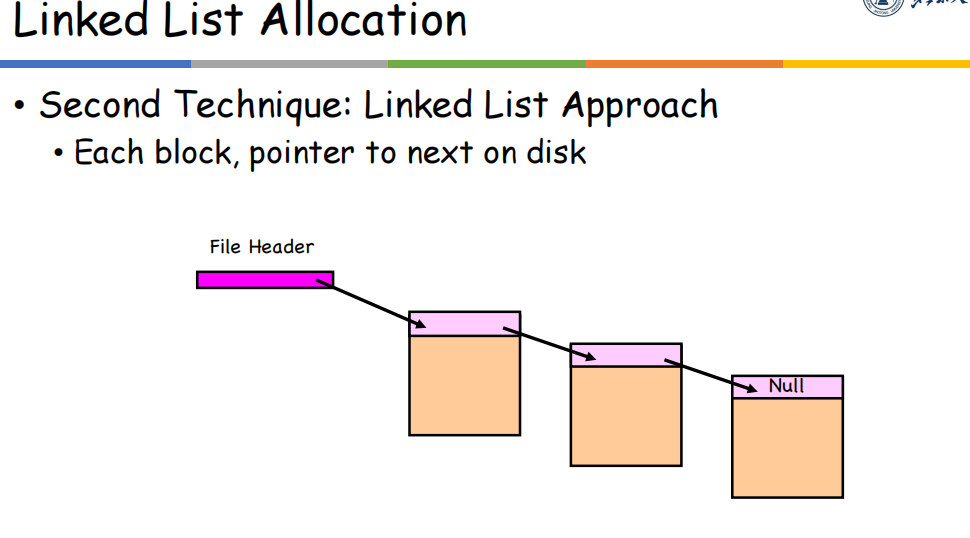 Linked List Allocation
• Second Technique: Linked List Approach
• Each block, pointer to next on disk
File Header
Null